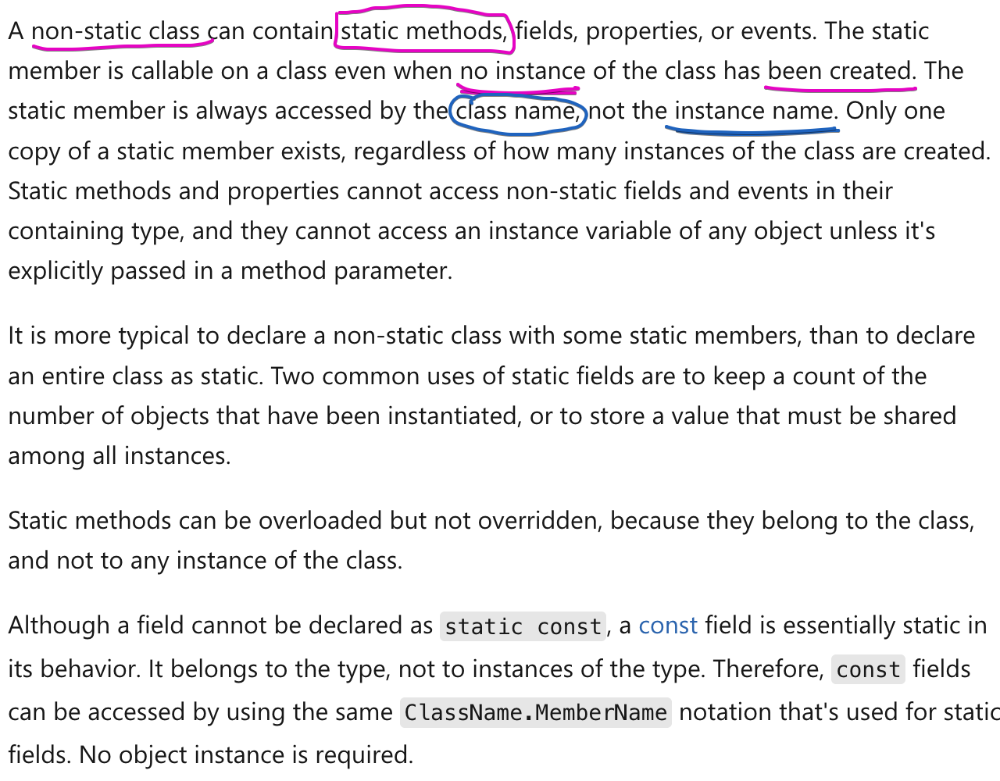 A non-static class can contain static methods, fields, properties, or events. The static
member is callable on a class even when no instance of the class has been created. The
static member is always accessed by the class name, not the instance name. Only one
copy of a static member exists, regardless of how many instances of the class are created.
Static methods and properties cannot access non-static fields and events in their
containing type, and they cannot access an instance variable of any object unless it's
explicitly passed in a method parameter.
It is more typical to declare a non-static class with some static members, than to declare
an entire class as static. Two common uses of static fields are to keep a count of the
number of objects that have been instantiated, or to store a value that must be shared
among all instances.
Static methods can be overloaded but not overridden, because they belong to the class,
and not to any instance of the class.
Although a field cannot be declared as static const, a const field is essentially static in
its behavior. It belongs to the type, not to instances of the type. Therefore, const fields
can be accessed by using the same ClassName.MemberName notation that's used for static
fields. No object instance is required.